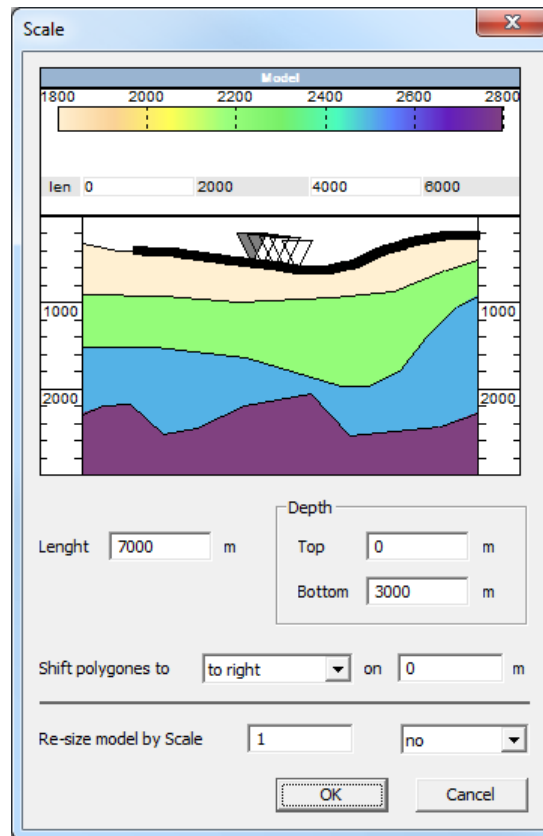 Scale
Model
1800 2000 2200 2400 2600 2800
len 0 2000 4000 6000
1000 1000
2000 2000
Depth
Lenght 7000 m Top 0 m
Bottom 3000 m
Shift polygones to to right on 0 m
Re-size model by Scale 1 no
OK Cancel